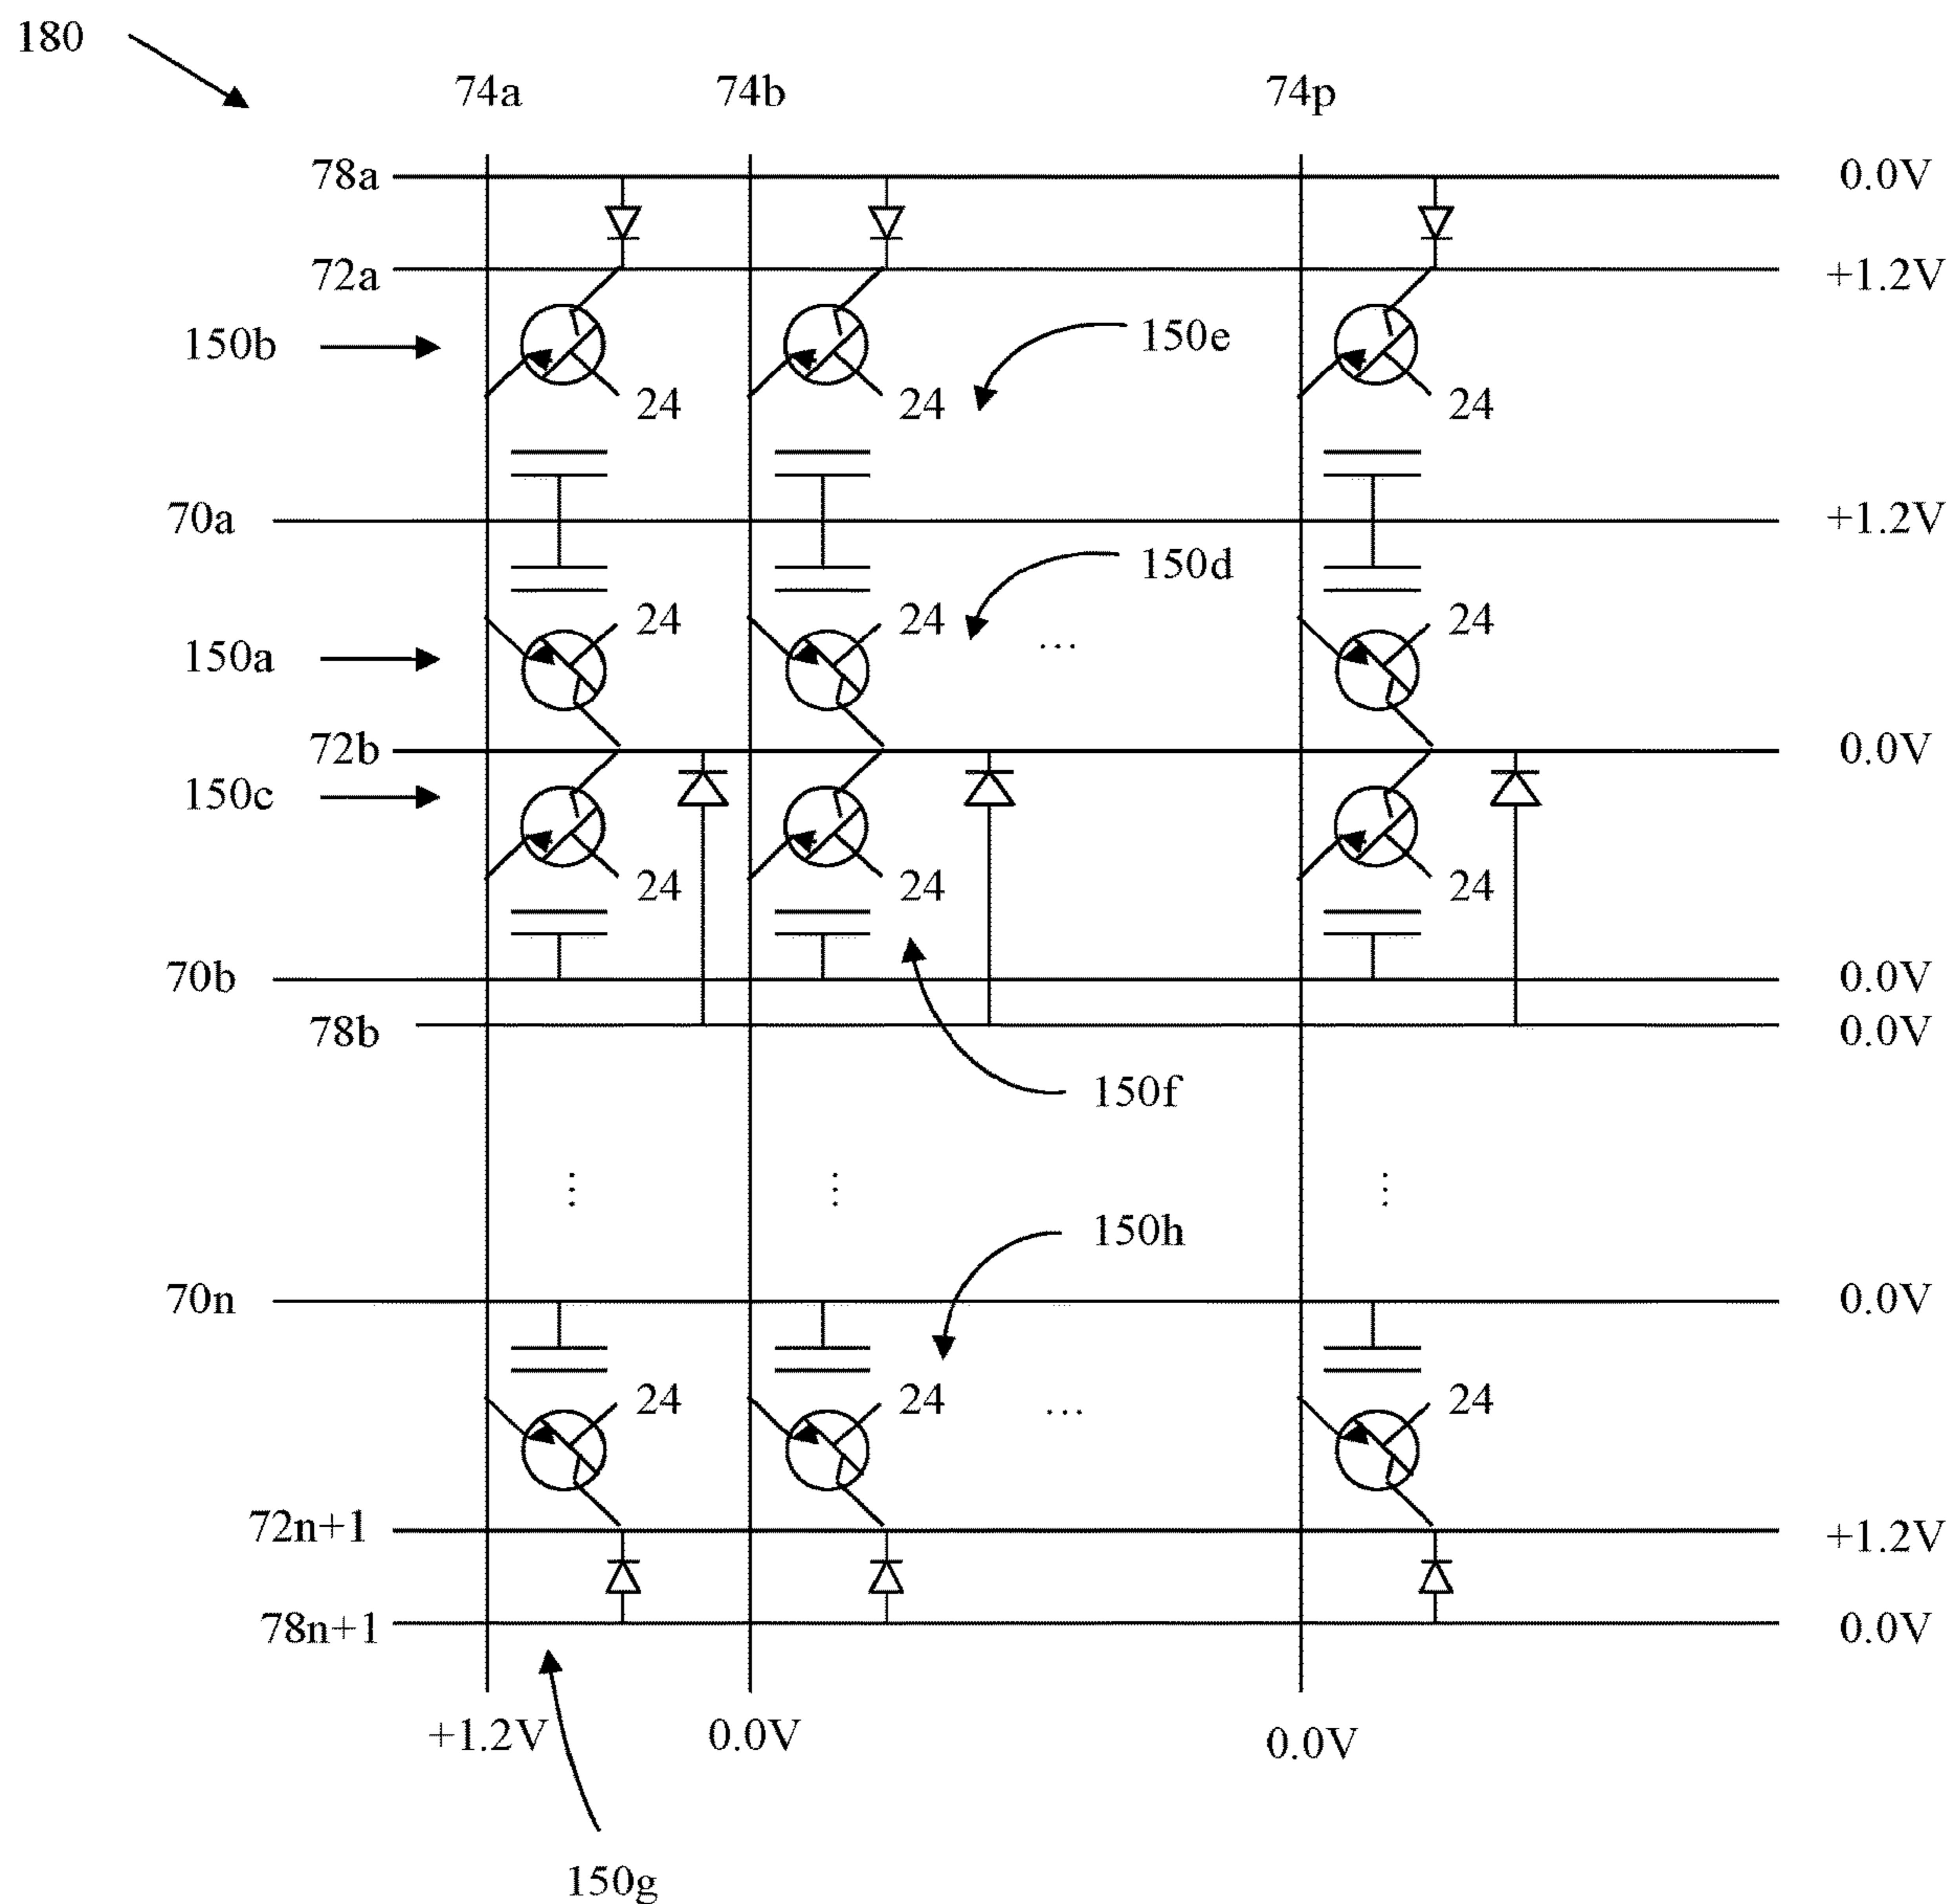 180
74a 74b 74p
78a 0.0V
72a +1.2V
150b 150e
24 24 24
70a +1.2V
150d
24 24 24
150a ...
72b 0.0V
150c
24 24 24
70b 0.0V
78b 0.0V
150f
... ... ...
150h
70n 0.0V
24 24 ... 24
72n+1 +1.2V
78n+1 0.0V
+1.2V 0.0V 0.0V
150g